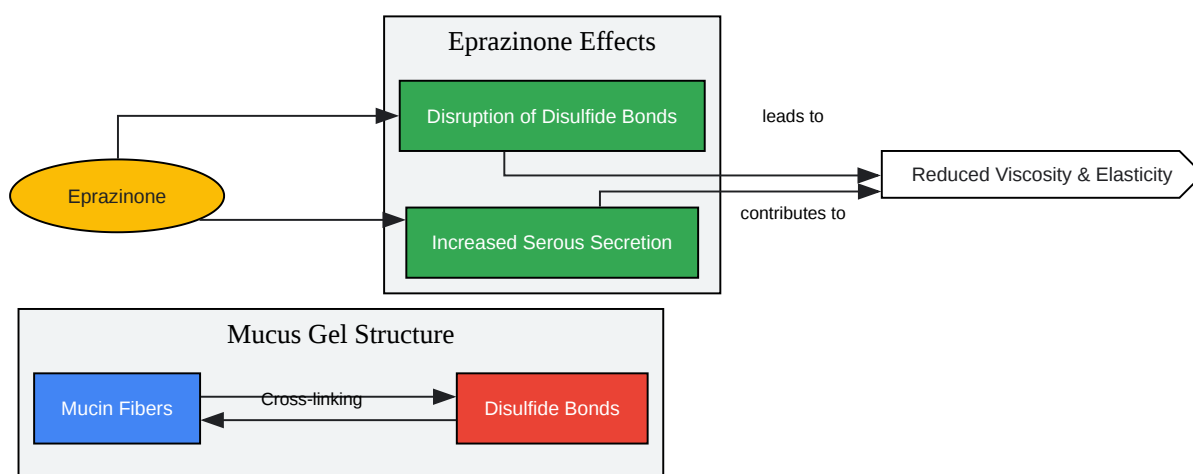 Eprazinone Effects
Disruption of Disulfide Bonds
leads to
Eprazinone
Reduced Viscosity & Elasticity
contributes to
Increased Serous Secretion
Mucus Gel Structure
Mucin Fibers
Cross-linking
Disulfide Bonds